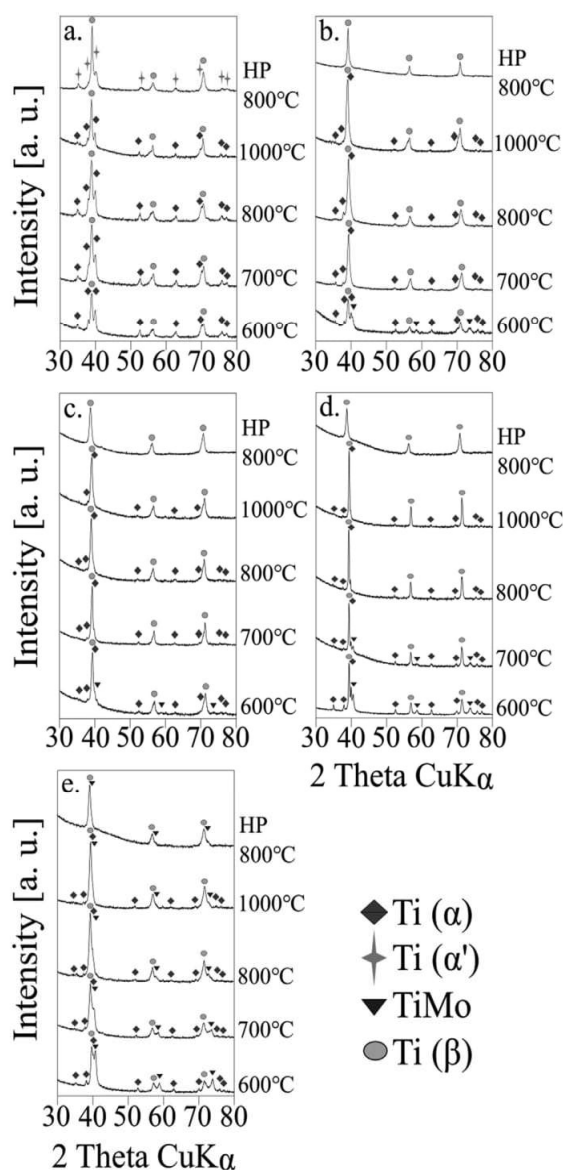 a.
HP
800°C
1000°C
800°C
700°C
600°C
Intensity [a. u.]
30 40 50 60 70 80
b.
HP
800°C
1000°C
800°C
700°C
600°C
30 40 50 60 70 80
c.
HP
800°C
1000°C
800°C
700°C
600°C
Intensity [a. u.]
30 40 50 60 70 80
d.
HP
800°C
1000°C
800°C
700°C
600°C
30 40 50 60 70 80
2 Theta CuKα
e.
HP
800°C
1000°C
800°C
700°C
600°C
Intensity [a. u.]
30 40 50 60 70 80
2 Theta CuKα
Ti (α)
Ti (α')
TiMo
Ti (β)